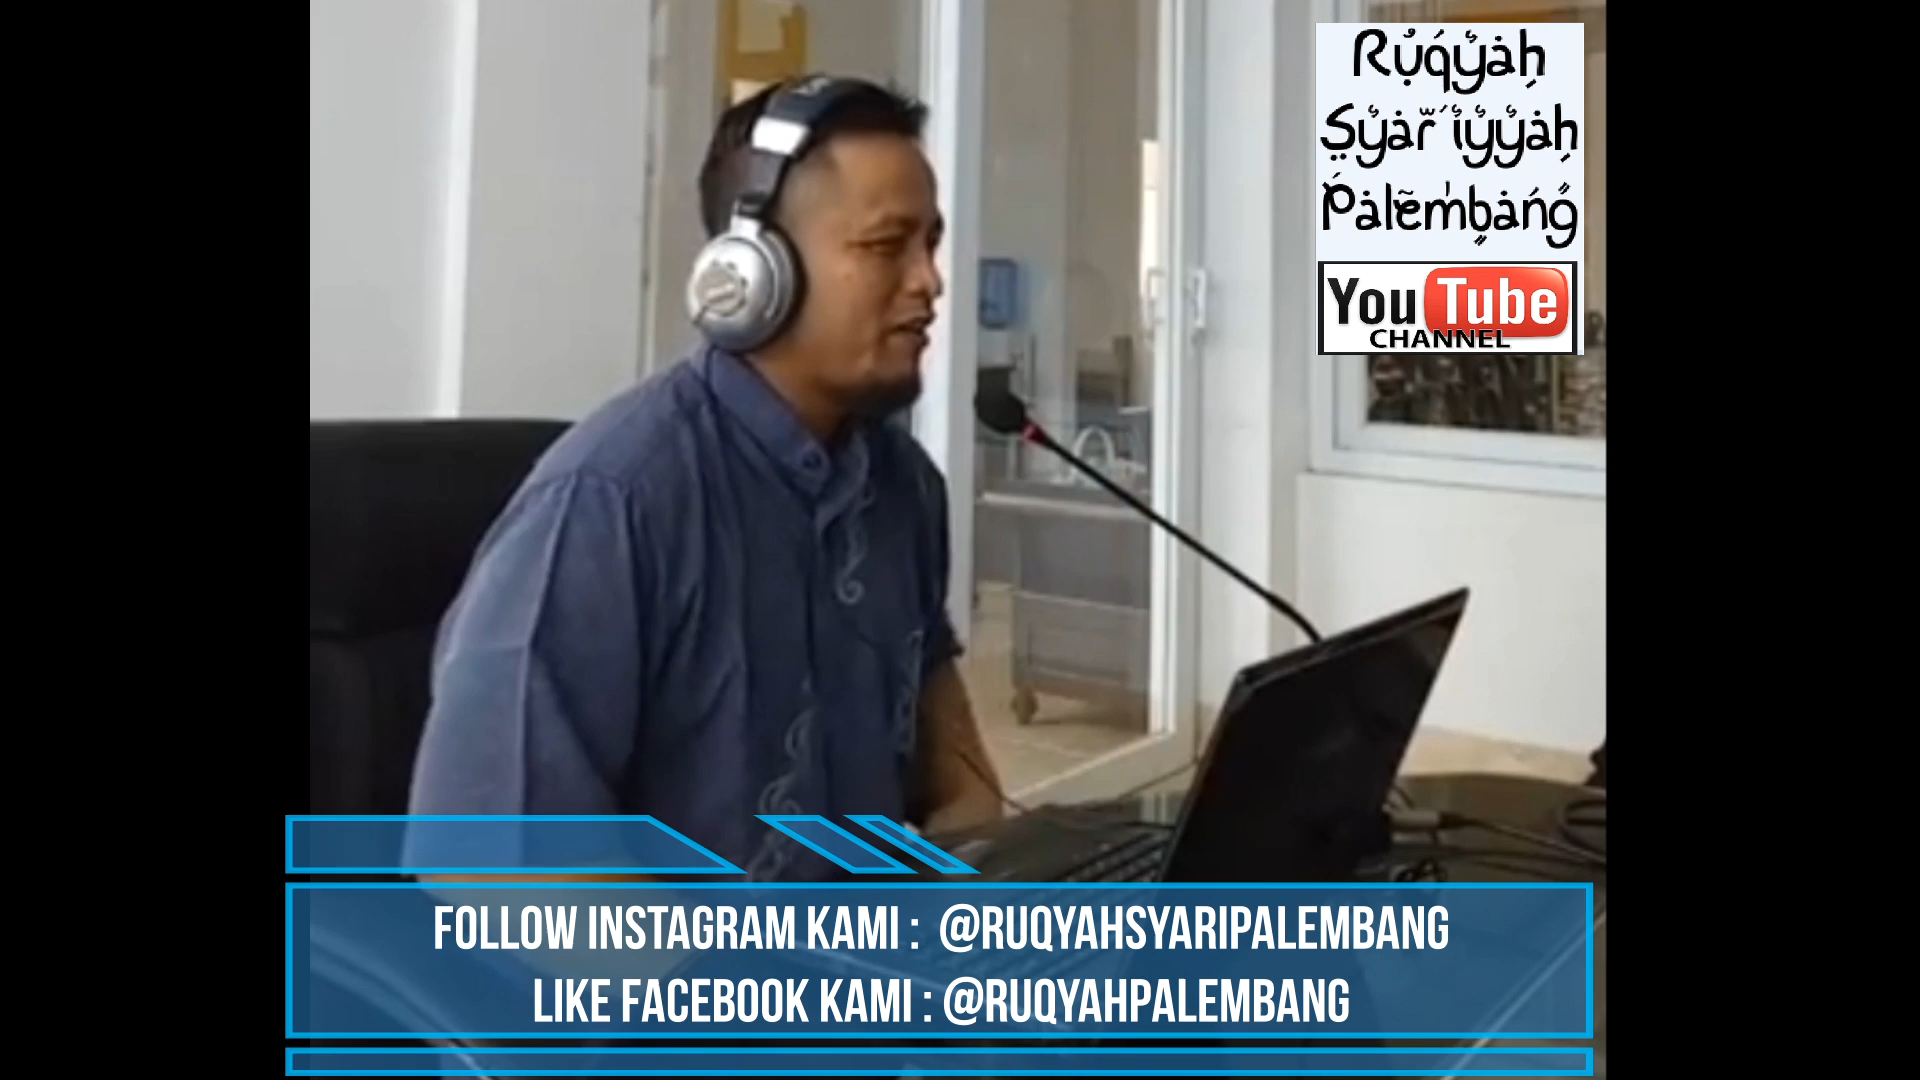 Ruqyah
Syar'iyyah
Palembang
YouTube
CHANNEL
FOLLOW INSTAGRAM KAMI : @RUQYAHSYARIPALEMBANG
LIKE FACEBOOK KAMI : @RUQYAHPALEMBANG